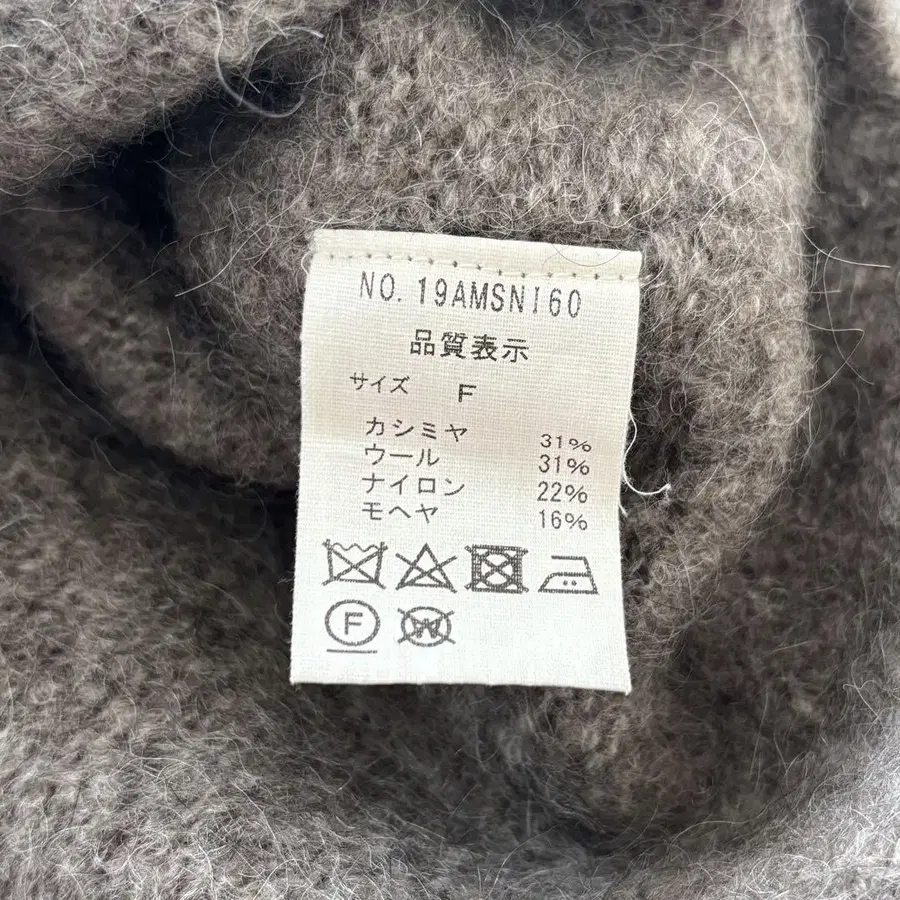 NO. 19AMSNI60
品質表示
サイズ F
カシミヤ 31%
ウール 31%
ナイロン 22%
モヘヤ 16%
F W